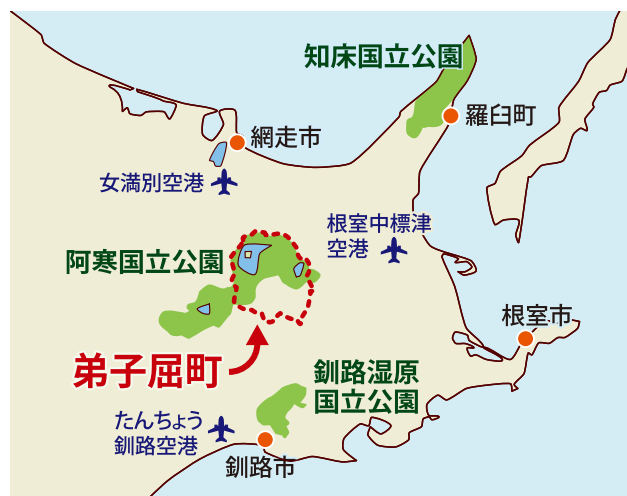 知床国立公園
羅臼町
網走市
女満別空港
根室中標津
空港
阿寒国立公園
根室市
弟子屈町
釧路湿原
国立公園
たんちょう
釧路空港
釧路市